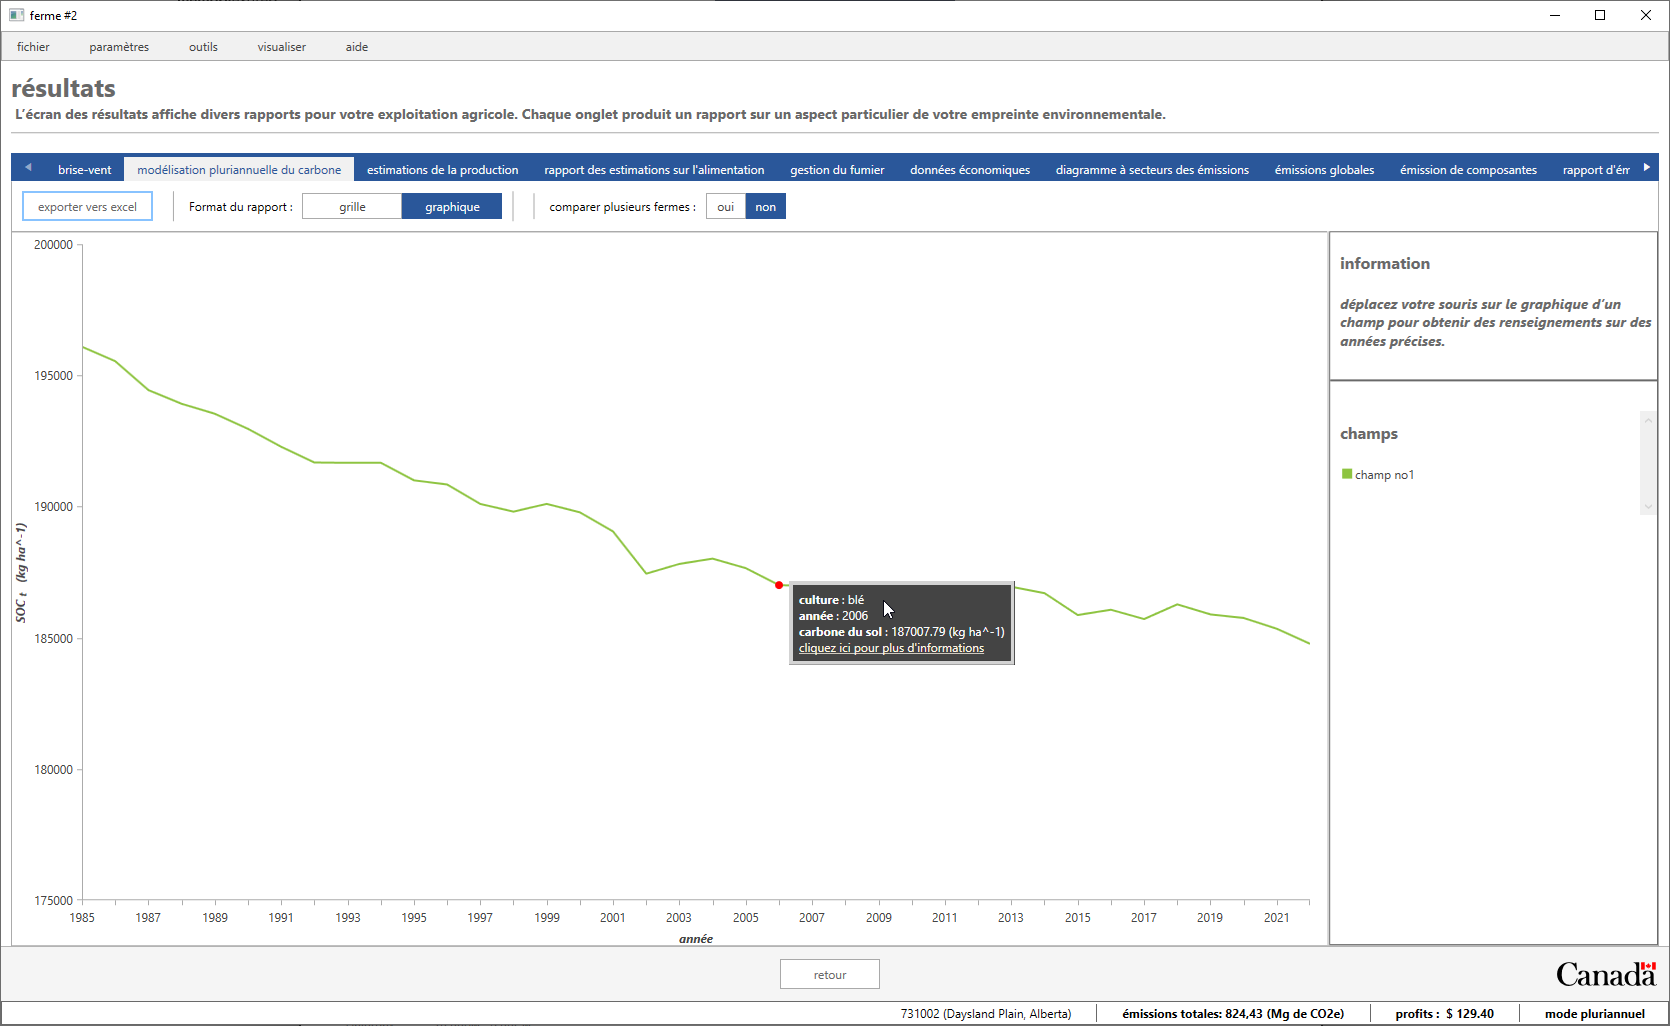 ferme #2
fichier paramètres outils visualiser aide
résultats
L'écran des résultats affiche divers rapports pour votre exploitation agricole. Chaque onglet produit un rapport sur un aspect particulier de votre empreinte environnementale.
brise-vent modélisation pluriannuelle du carbone estimations de la production rapport des estimations sur l'alimentation gestion du fumier données économiques diagramme à secteurs des émissions émissions globales émission de composantes rapport d'ém
exporter vers excel Format du rapport : grille graphique comparer plusieurs fermes : oui non
200000
195000
190000
185000
180000
175000
SOC t (kg ha^-1)
1985 1987 1989 1991 1993 1995 1997 1999 2001 2003 2005 2007 2009 2011 2013 2015 2017 2019 2021
année
culture : blé
année : 2006
carbone du sol : 187007.79 (kg ha^-1)
cliquez ici pour plus d'informations
information
déplacez votre souris sur le graphique d'un
champ pour obtenir des renseignements sur des
années précises.
champs
champ no1
retour
Canada
731002 (Daysland Plain, Alberta) émissions totales: 824,43 (Mg de CO2e) profits : $ 129.40 mode pluriannuel